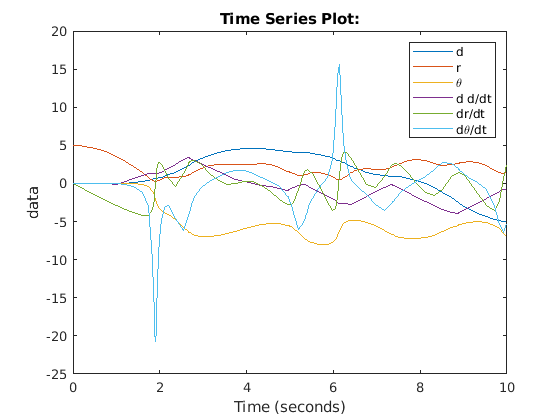 Time Series Plot:
20
15
10
5
0
-5
-10
-15
-20
-25
data
d
r
θ
d d/dt
dr/dt
dθ/dt
0
2
4
6
8
10
Time (seconds)